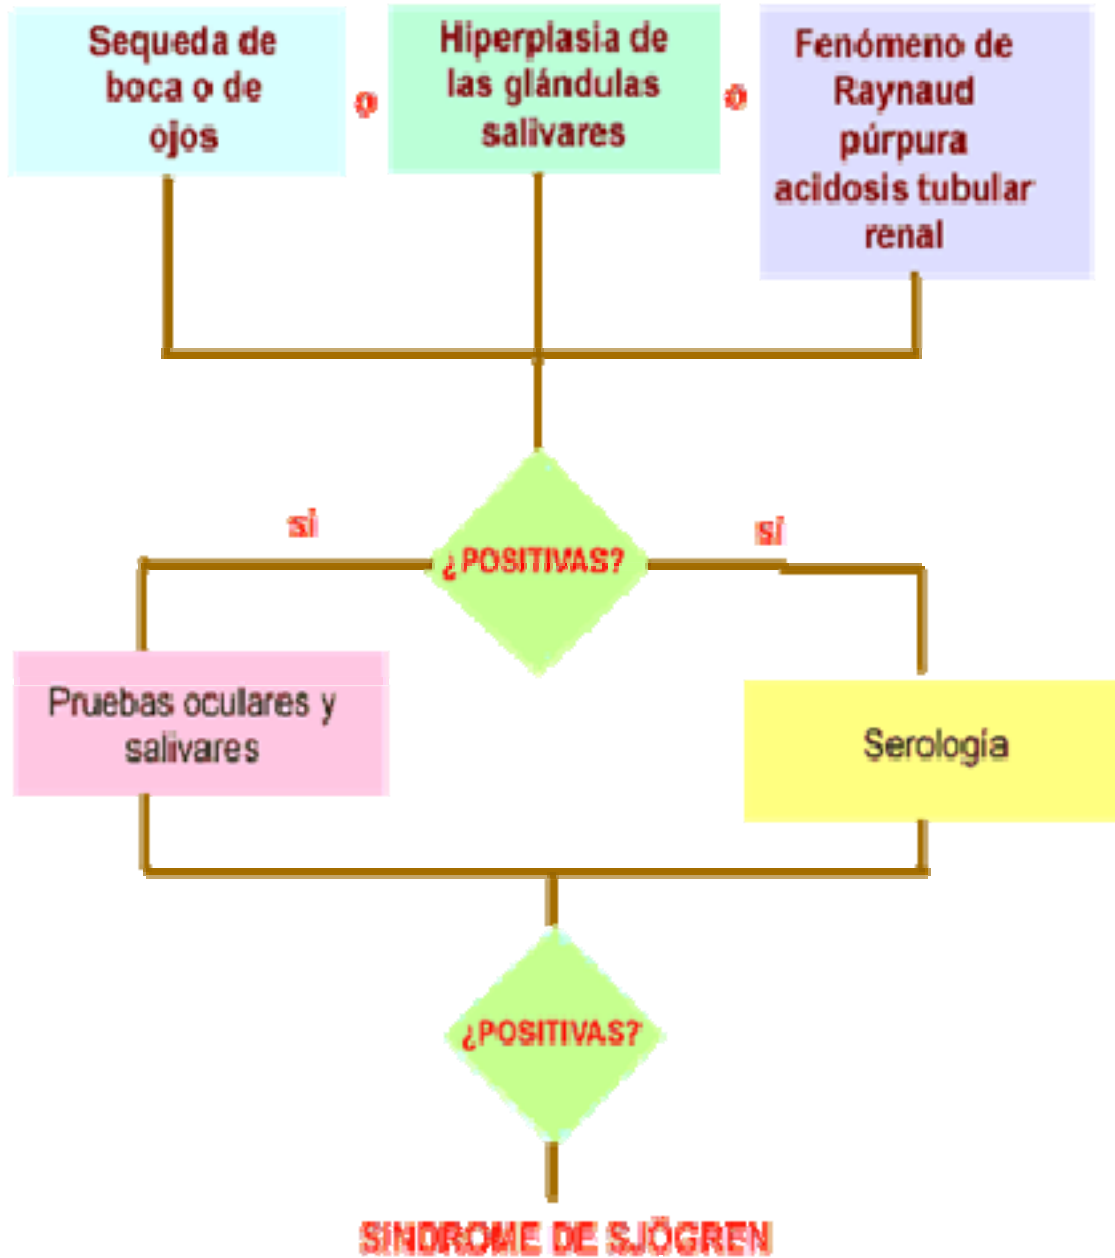 Sequeda de
boca o de
ojos
o
Hiperplasia de
las glándulas
salivares
o
Fenómeno de
Raynaud
púrpura
acidosis tubular
renal
¿POSITIVAS?
sí
sí
Pruebas oculares y
salivares
Serología
¿POSITIVAS?
SINDROME DE SJÖGREN